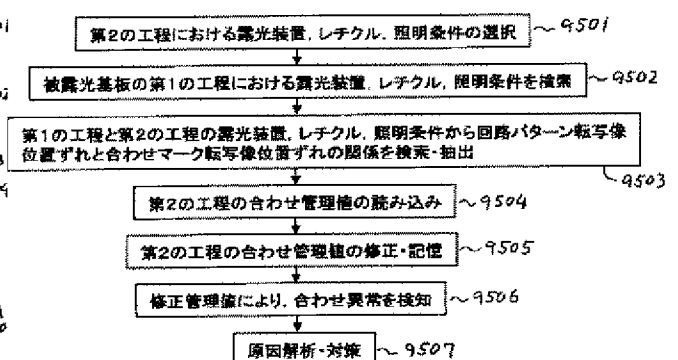 第2の工程における露光装置,レチクル,照明条件の選択
9501
被露光基板の第1の工程における露光装置,レチクル,照明条件を検索
9502
第1の工程と第2の工程の露光装置,レチクル,照明条件から回路パターン転写像
位置ずれと合わせマーク転写像位置ずれの関係を検索・抽出
9503
第2の工程の合わせ管理値の読み込み
9504
第2の工程の合わせ管理値の修正・記憶
9505
修正管理値により,合わせ異常を検知
9506
原因解析・対策
9507